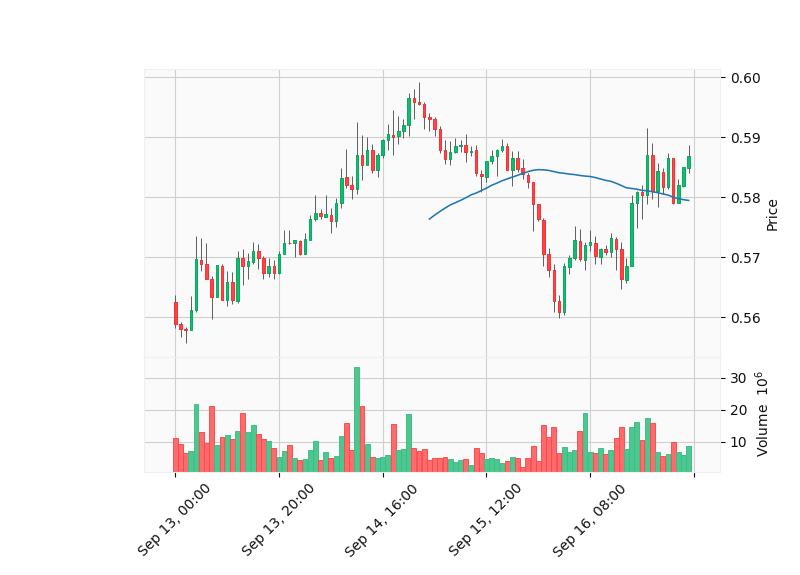 0.60
0.59
0.58
0.57
0.56
Price
30
20
10
Volume 10^6
Sep 13, 00:00
Sep 13, 20:00
Sep 14, 16:00
Sep 15, 12:00
Sep 16, 08:00